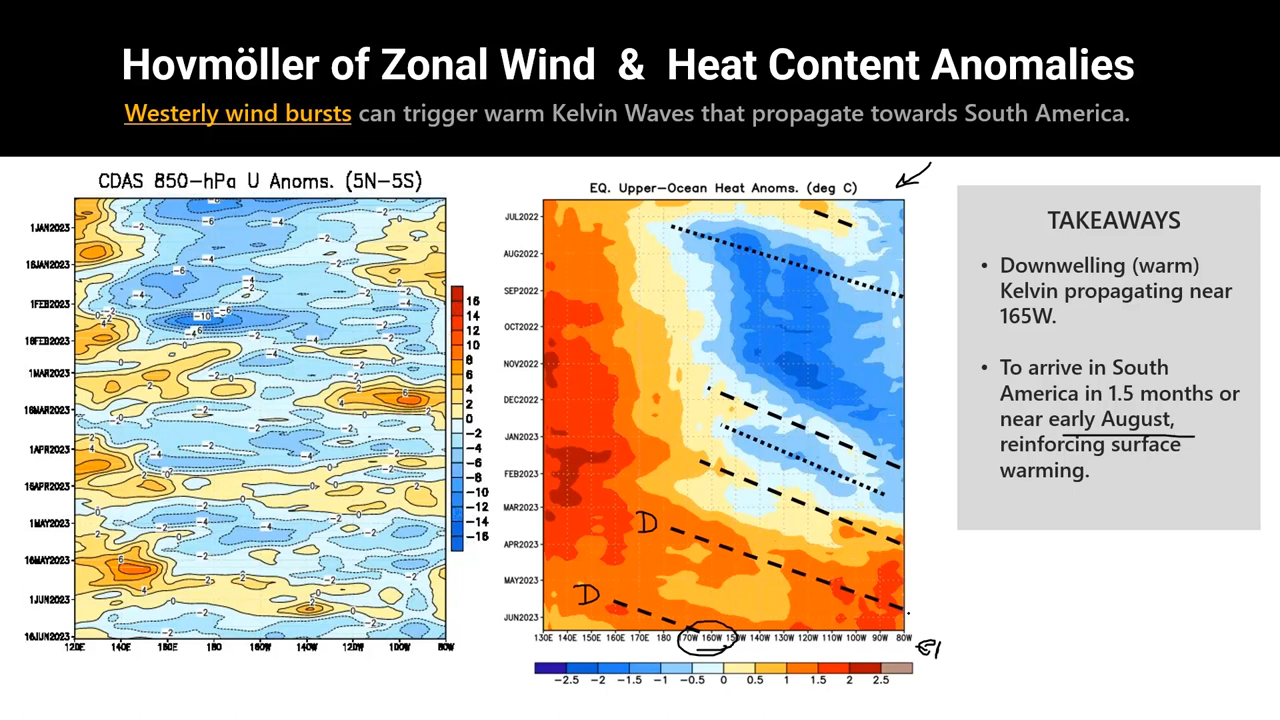 Hovmöller of Zonal Wind & Heat Content Anomalies
Westerly wind bursts can trigger warm Kelvin Waves that propagate towards South America.
CDAS 850-hPa U Anoms. (5N-5S)
1JAN2023
16JAN2023
1FEB2023
16FEB2023
1MAR2023
16MAR2023
1APR2023
16APR2023
1MAY2023
16MAY2023
1JUN2023
16JUN2023
120E 140E 160E 180 160W 140W 120W 100W 80W
16
14
12
10
8
6
4
2
0
-2
-4
-6
-8
-10
-12
-14
-16
EQ. Upper-Ocean Heat Anoms. (deg C)
JUL2022
AUG2022
SEP2022
OCT2022
NOV2022
DEC2022
JAN2023
FEB2023
MAR2023
D
APR2023
MAY2023
D
JUN2023
130E 140E 150E 160E 170E 180 170W 160W 150W 140W 130W 120W 110W 100W 90W 80W
-2.5 -2 -1.5 -1 -0.5 0 0.5 1 1.5 2 2.5
TAKEAWAYS
• Downwelling (warm)
Kelvin propagating near
165W.
• To arrive in South
America in 1.5 months or
near early August,
reinforcing surface
warming.